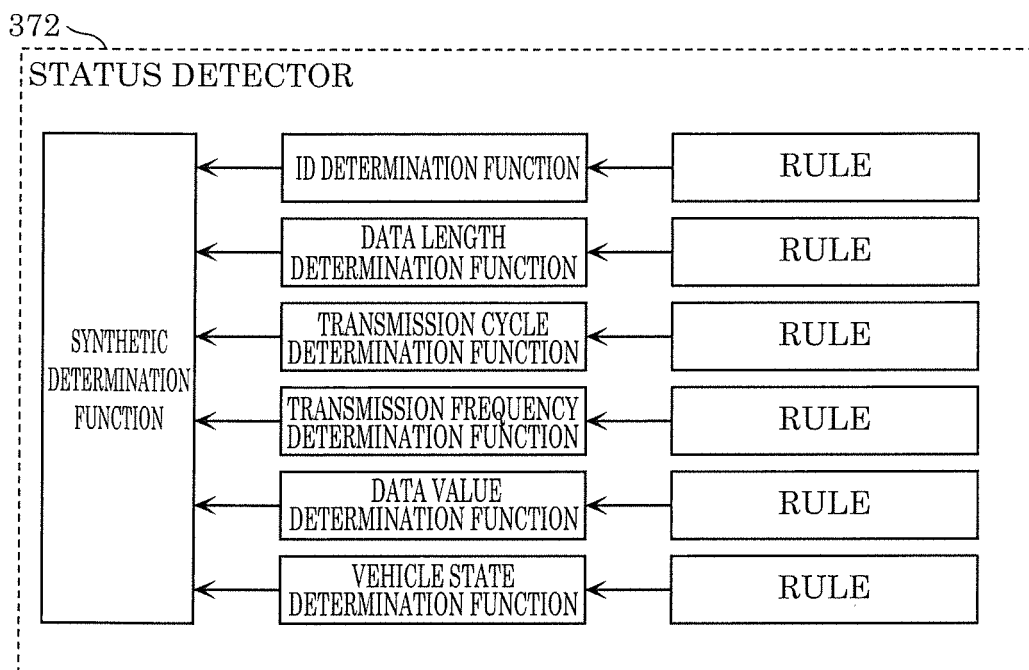 372
STATUS DETECTOR
SYNTHETIC
DETERMINATION
FUNCTION
ID DETERMINATION FUNCTION
RULE
DATA LENGTH
DETERMINATION FUNCTION
RULE
TRANSMISSION CYCLE
DETERMINATION FUNCTION
RULE
TRANSMISSION FREQUENCY
DETERMINATION FUNCTION
RULE
DATA VALUE
DETERMINATION FUNCTION
RULE
VEHICLE STATE
DETERMINATION FUNCTION
RULE